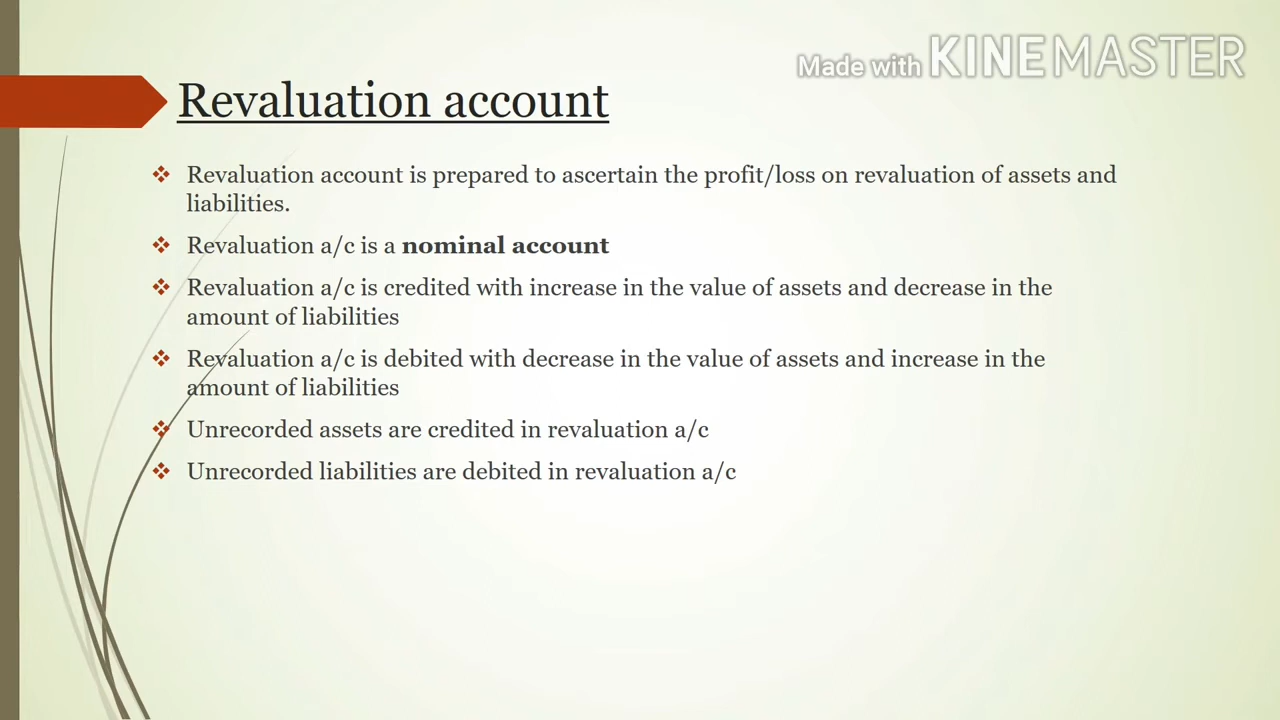 Made with KINEMASTER
Revaluation account
Revaluation account is prepared to ascertain the profit/loss on revaluation of assets and
liabilities.
Revaluation a/c is a nominal account
Revaluation a/c is credited with increase in the value of assets and decrease in the
amount of liabilities
Revaluation a/c is debited with decrease in the value of assets and increase in the
amount of liabilities
Unrecorded assets are credited in revaluation a/c
Unrecorded liabilities are debited in revaluation a/c